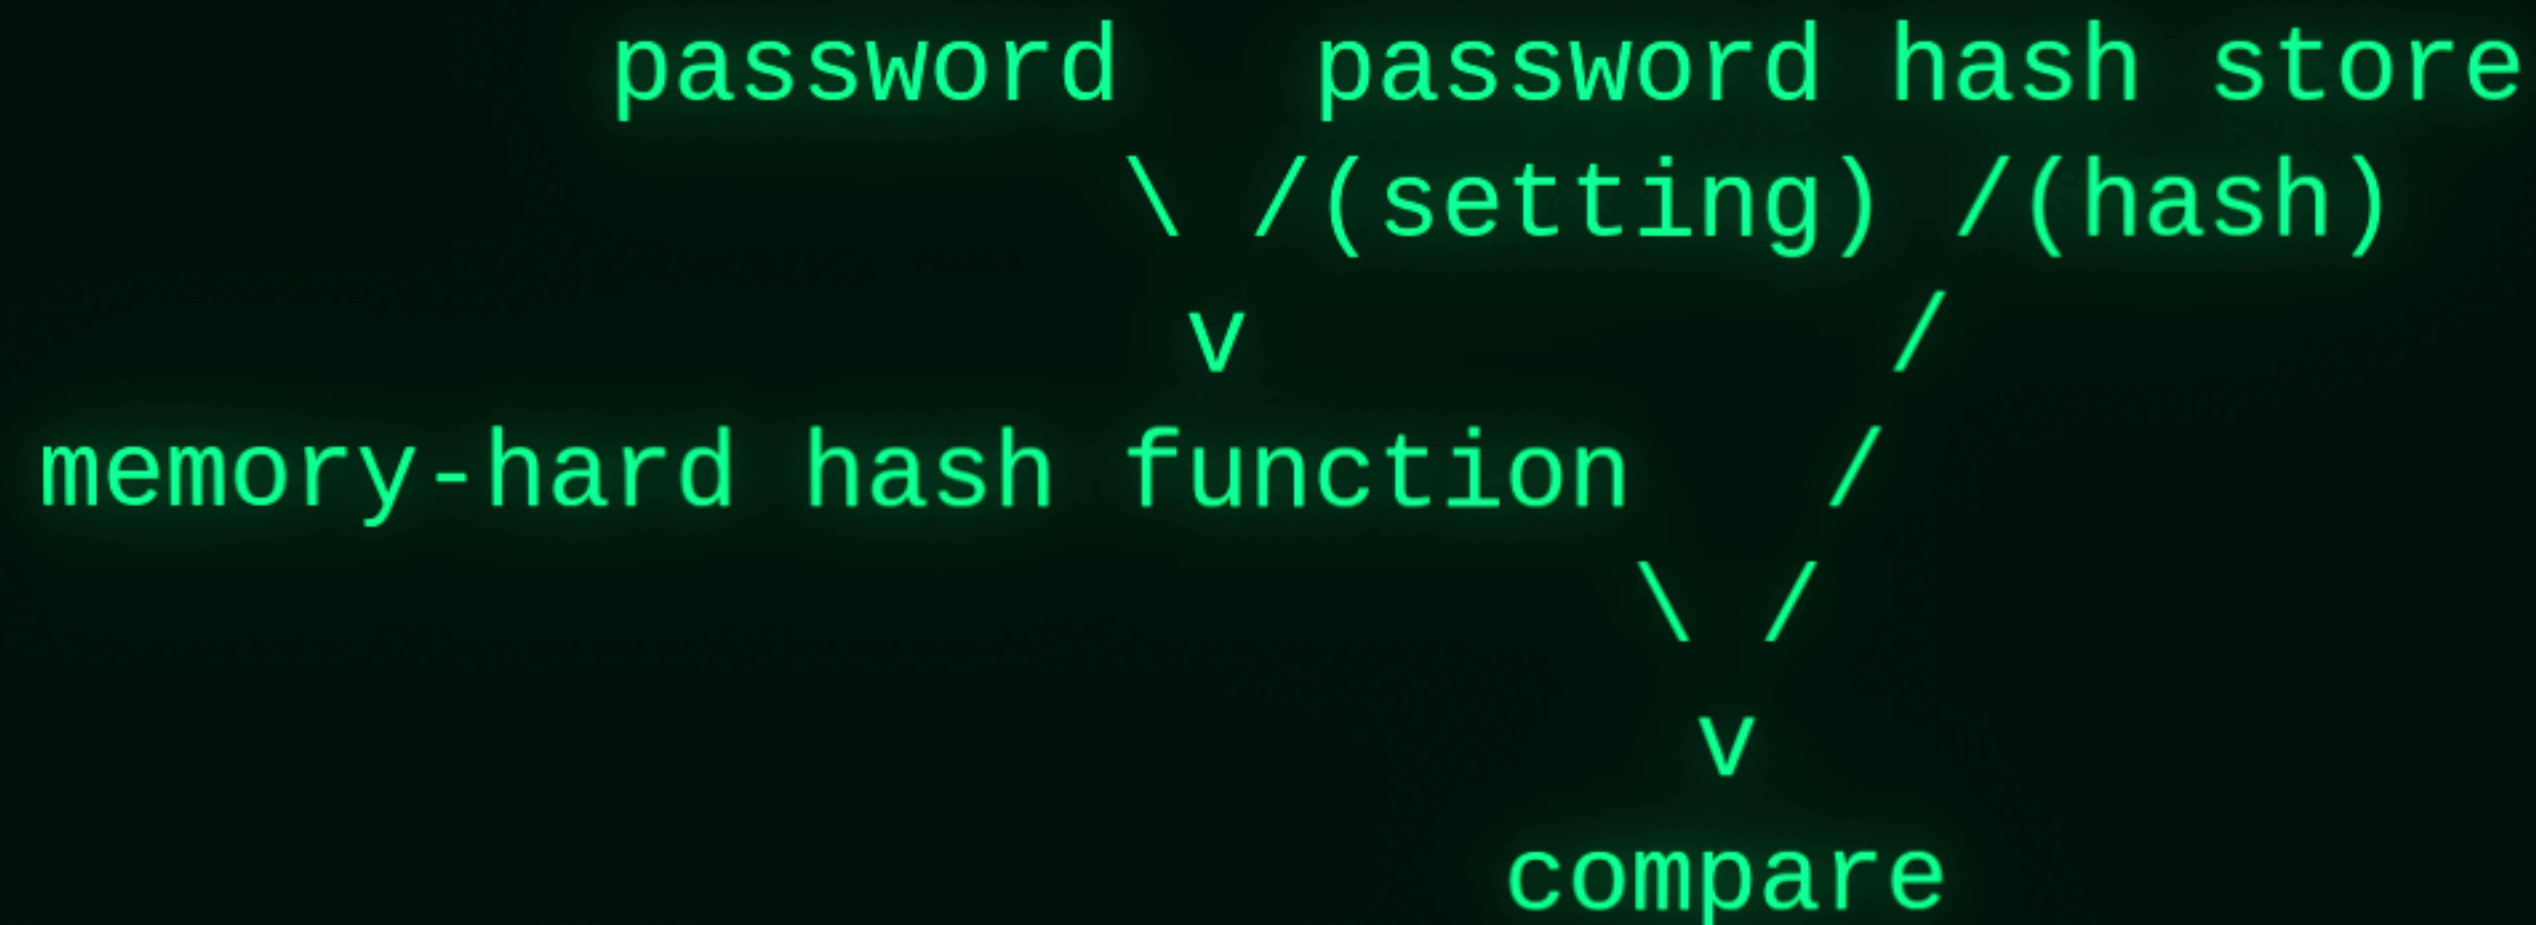 password   password hash store
\ /(setting) /(hash)
v          /
memory-hard hash function   /
\ /
v
compare